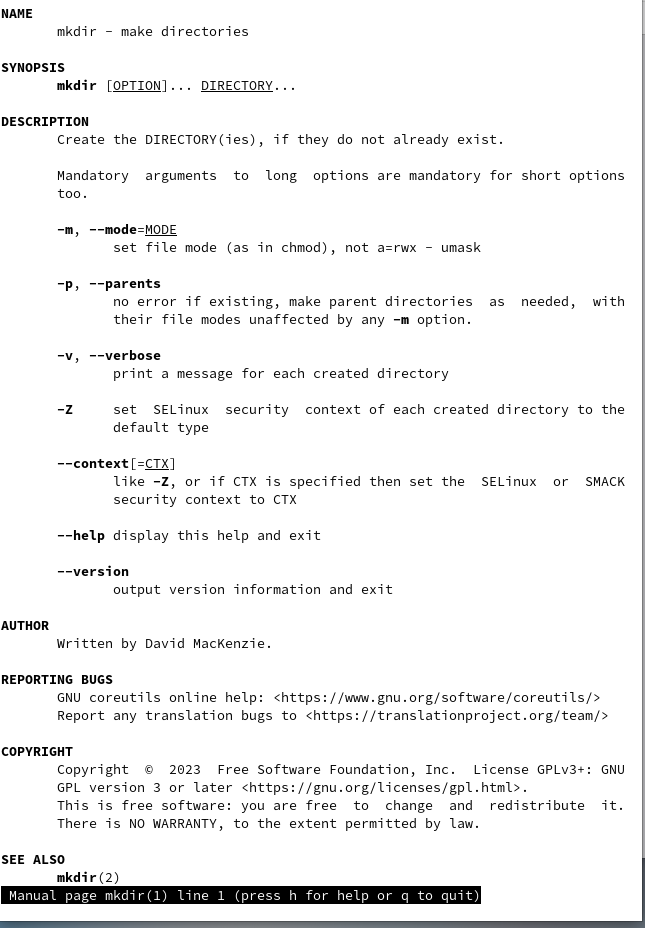 NAME
mkdir - make directories
SYNOPSIS
mkdir [OPTION]... DIRECTORY...
DESCRIPTION
Create the DIRECTORY(ies), if they do not already exist.
Mandatory arguments to long options are mandatory for short options
too.
-m, --mode=MODE
set file mode (as in chmod), not a=rwx - umask
-p, --parents
no error if existing, make parent directories as needed, with
their file modes unaffected by any -m option.
-v, --verbose
print a message for each created directory
-Z set SELinux security context of each created directory to the
default type
--context[=CTX]
like -Z, or if CTX is specified then set the SELinux or SMACK
security context to CTX
--help display this help and exit
--version
output version information and exit
AUTHOR
Written by David MacKenzie.
REPORTING BUGS
GNU coreutils online help: <https://www.gnu.org/software/coreutils/>
Report any translation bugs to <https://translationproject.org/team/>
COPYRIGHT
Copyright © 2023 Free Software Foundation, Inc. License GPLv3+: GNU
GPL version 3 or later <https://gnu.org/licenses/gpl.html>.
This is free software: you are free to change and redistribute it.
There is NO WARRANTY, to the extent permitted by law.
SEE ALSO
mkdir(2)
Manual page mkdir(1) line 1 (press h for help or q to quit)